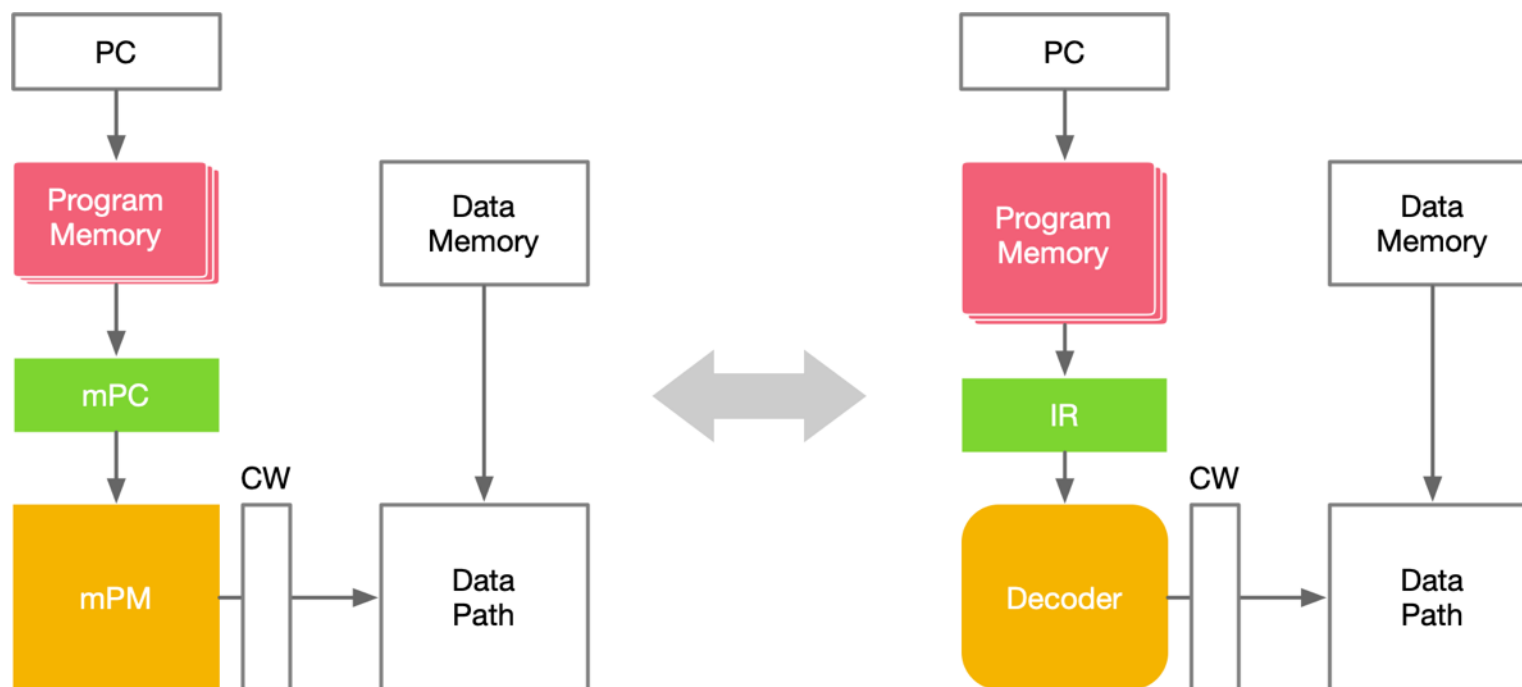 PC
Program
Memory
Data
Memory
mPC
CW
mPM
Data
Path
PC
Program
Memory
Data
Memory
IR
CW
Decoder
Data
Path